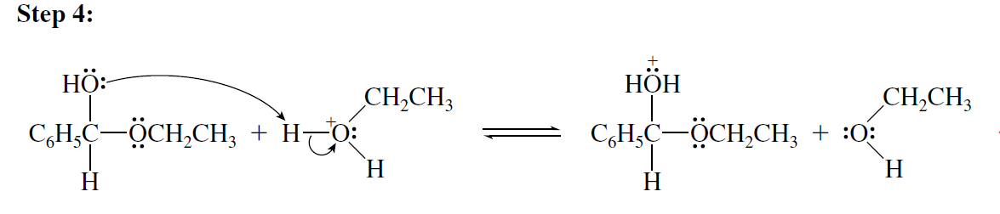 Step 4:
HÖ: + HÖH
CH₂CH₃ CH₂CH₃
C₆H₅C—ÖCH₂CH₃ + H—O: ⇌ C₆H₅C—ÖCH₂CH₃ + :O:
H H H H